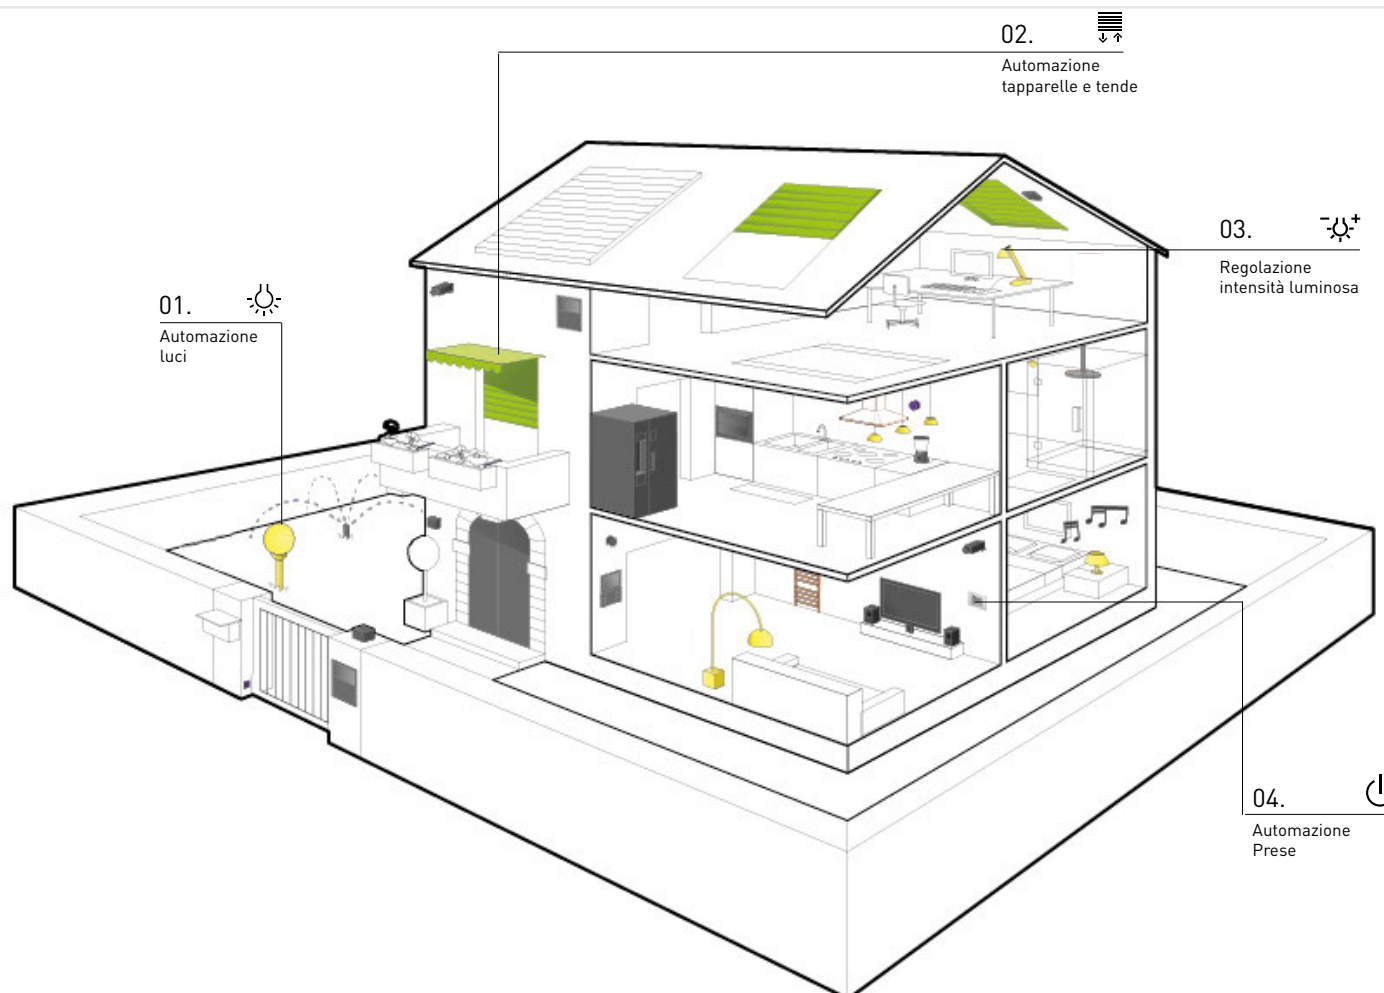 02.
Automazione
tapparelle e tende
03.
Regolazione
intensità luminosa
01.
Automazione
luci
04.
Automazione
Prese